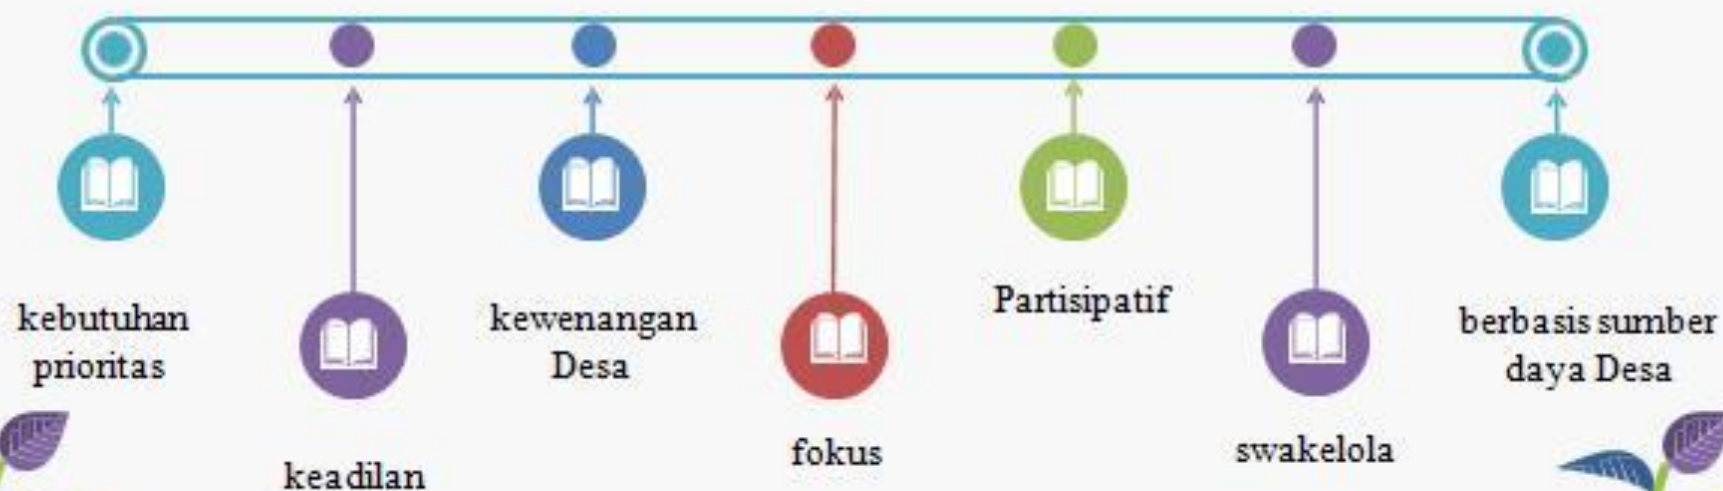 kebutuhan
prioritas
keadilan
kewenangan
Desa
fokus
Partisipatif
swakelola
berbasis sumber
daya Desa